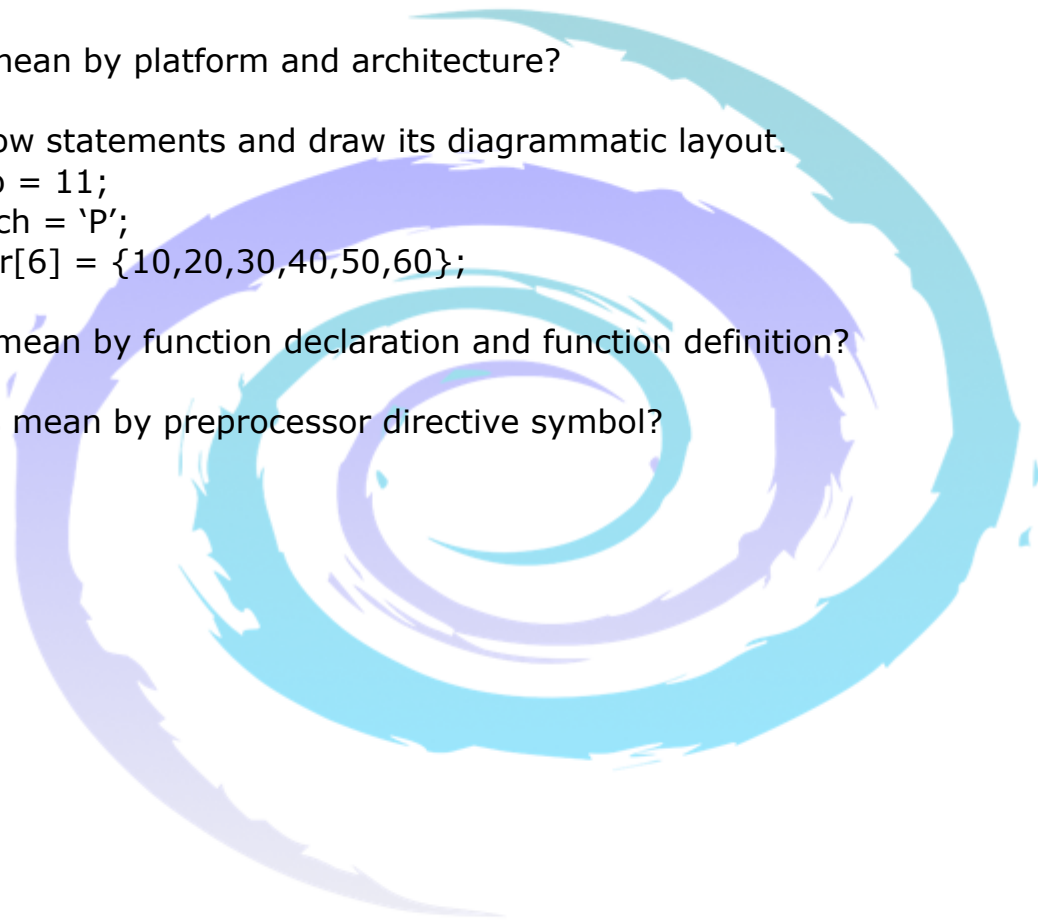 mean by platform and architecture?
ow statements and draw its diagrammatic layout.
= 11;
ch = ‘P’;
r[6] = {10,20,30,40,50,60};
mean by function declaration and function definition?
mean by preprocessor directive symbol?